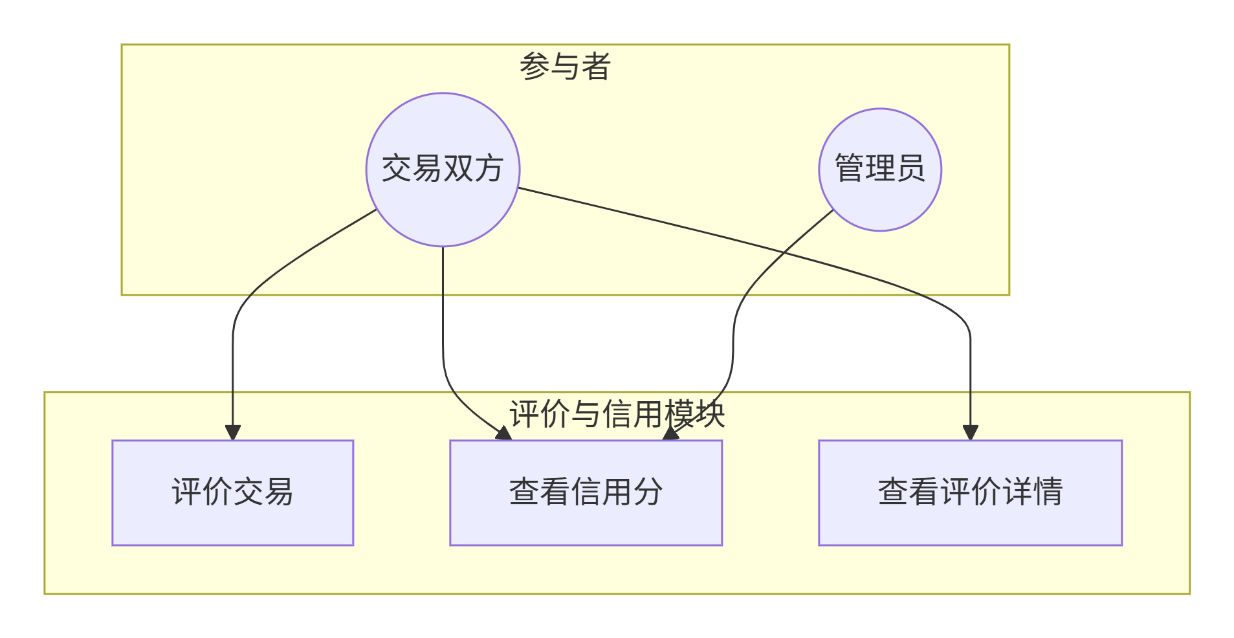 参与者
交易双方
管理员
评价与信用模块
评价交易
查看信用分
查看评价详情